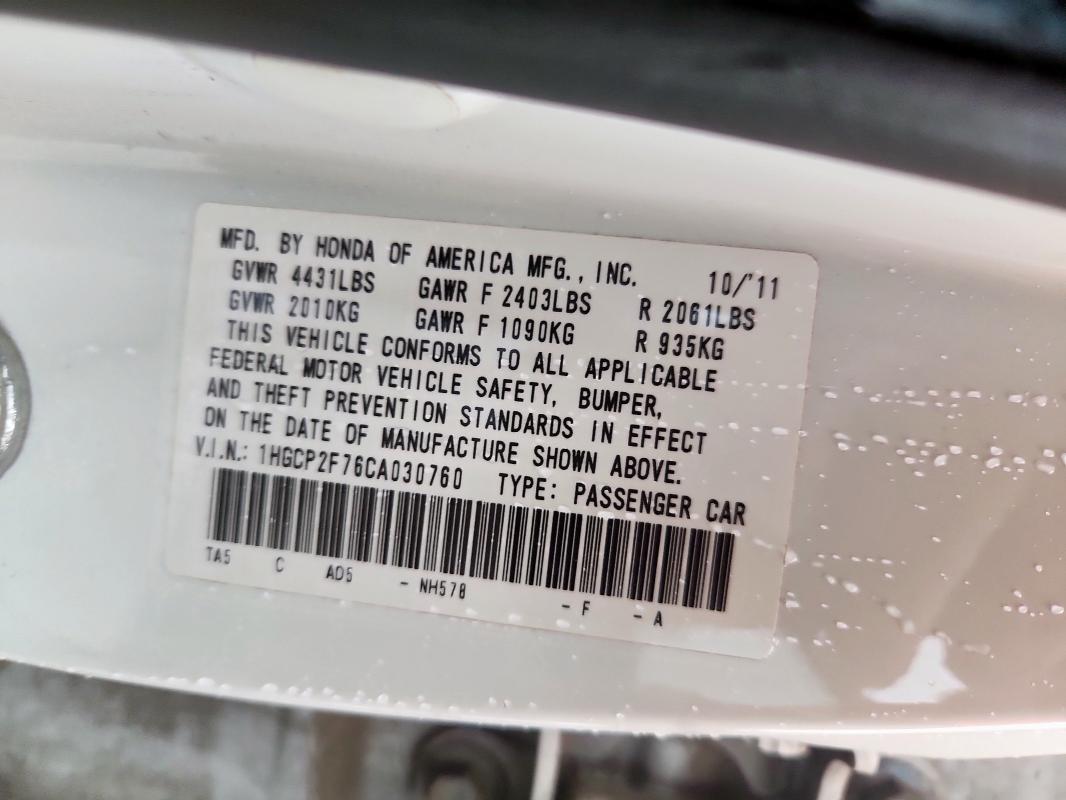 MFD. BY HONDA OF AMERICA MFG., INC. 10/'11
GVWR 4431LBS GAWR F 2403LBS R 2061LBS
GVWR 2010KG GAWR F 1090KG R 935KG
THIS VEHICLE CONFORMS TO ALL APPLICABLE
FEDERAL MOTOR VEHICLE SAFETY, BUMPER,
AND THEFT PREVENTION STANDARDS IN EFFECT
ON THE DATE OF MANUFACTURE SHOWN ABOVE.
V.I.N.: 1HGCP2F76CA030760 TYPE: PASSENGER CAR
TA5 C AD5 - NH578 - F - A